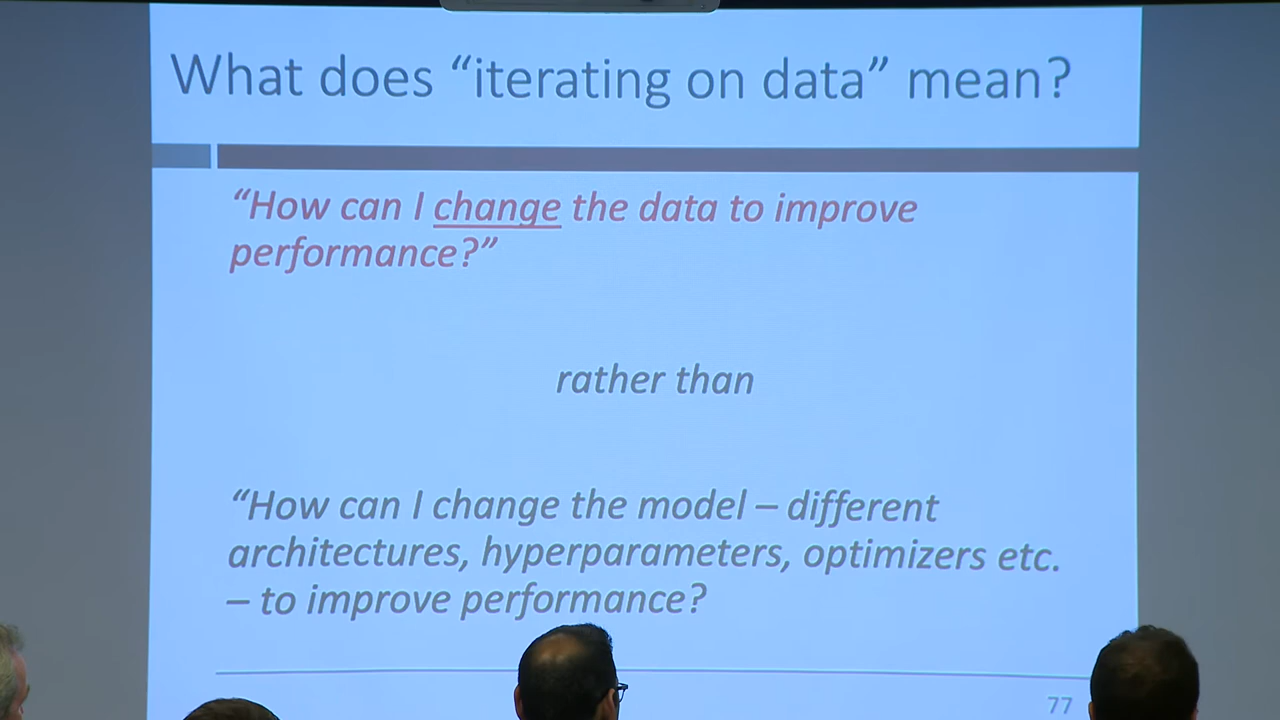 What does “iterating on data” mean?
“How can I change the data to improve
performance?”
rather than
“How can I change the model – different
architectures, hyperparameters, optimizers etc.
– to improve performance?
77